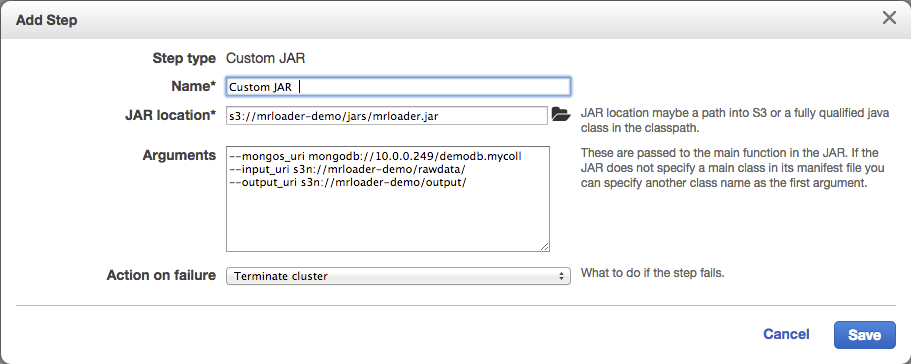 Add Step
Step type Custom JAR
Name* Custom JAR
JAR location* s3://mrloader-demo/jars/mrloader.jar
JAR location maybe a path into S3 or a fully qualified java
class in the classpath.
Arguments
--mongos_uri mongodb://10.0.0.249/demodb.mycoll
--input_uri s3n://mrloader-demo/rawdata/
--output_uri s3n://mrloader-demo/output/
These are passed to the main function in the JAR. If the
JAR does not specify a main class in its manifest file you
can specify another class name as the first argument.
Action on failure Terminate cluster What to do if the step fails.
Cancel Save